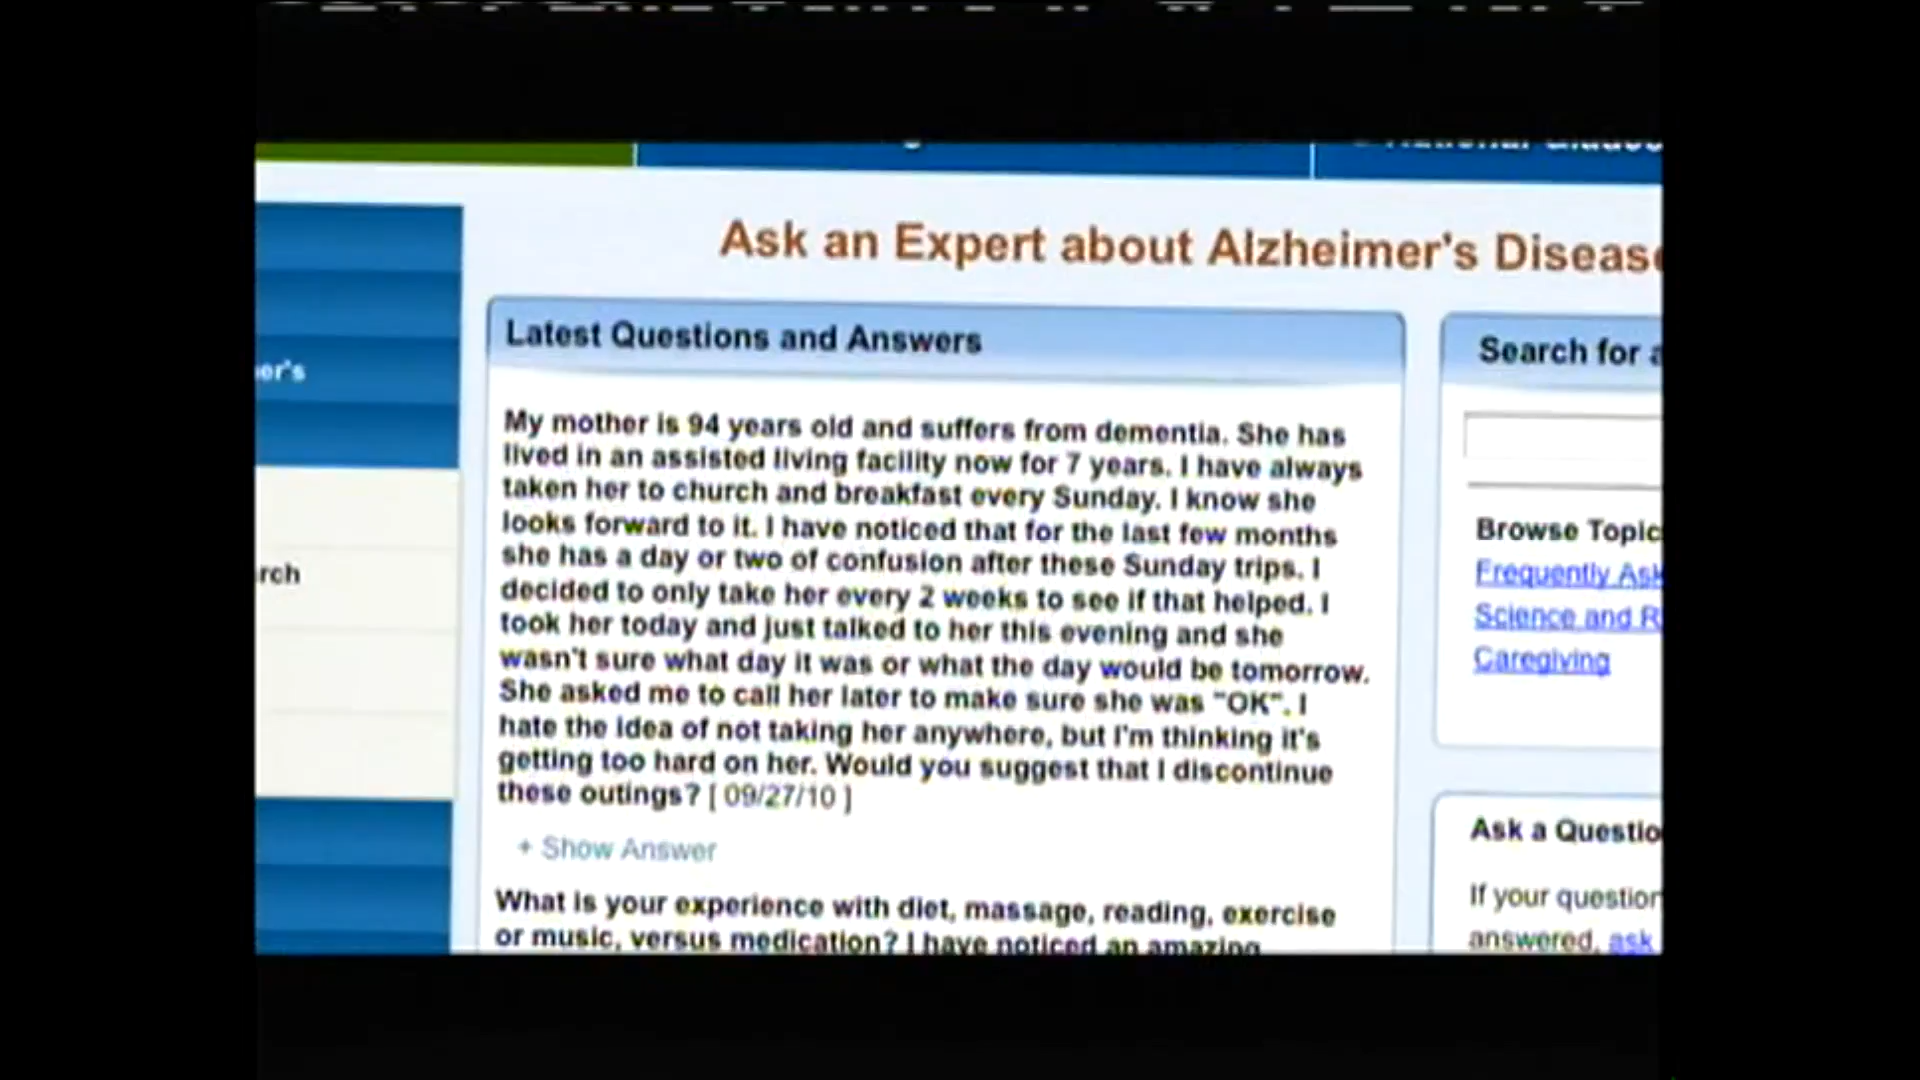 Ask an Expert about Alzheimer's Diseas
Latest Questions and Answers
My mother is 94 years old and suffers from dementia. She has
lived in an assisted living facility now for 7 years. I have always
taken her to church and breakfast every Sunday. I know she
looks forward to it. I have noticed that for the last few months
she has a day or two of confusion after these Sunday trips. I
decided to only take her every 2 weeks to see if that helped. I
took her today and just talked to her this evening and she
wasn't sure what day it was or what the day would be tomorrow.
She asked me to call her later to make sure she was "OK". I
hate the idea of not taking her anywhere, but I'm thinking it's
getting too hard on her. Would you suggest that I discontinue
these outings? [ 09/27/10 ]
+ Show Answer
What is your experience with diet, massage, reading, exercise
or music, versus medication? I have noticed an amazing
er's
rch
Search for a
Browse Topic
Frequently Ask
Science and R
Caregiving
Ask a Questio
If your question
answered, ask